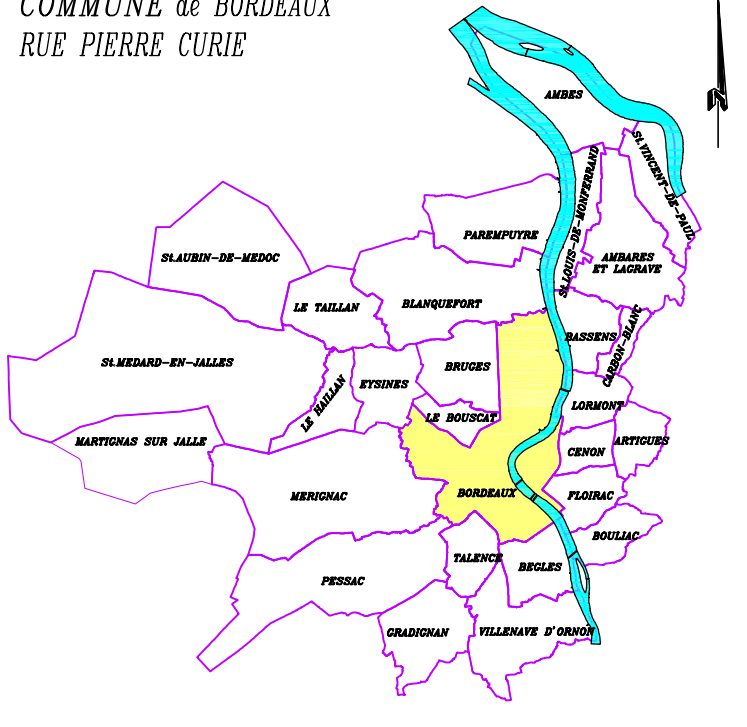 COMMUNE de BORDEAUX
RUE PIERRE CURIE
AMBES
St.VINCENT-DE-PAUL
St.LOUIS-DE-MONFERRAND
PAREMPUYRE
St.AUBIN-DE-MEDOC
AMBARES
ET LAGRAVE
LE TAILLAN
BLANQUEFORT
BASSENS
CARBON-BLANC
St.MEDARD-EN-JALLES
BRUGES
EYSINES
LE HAILLAN
LORMONT
LE BOUSCAT
MARTIGNAS SUR JALLE
ARTIGUES
CENON
MERIGNAC
BORDEAUX
FLOIRAC
BOULIAC
TALENCE
BEGLES
PESSAC
GRADIGNAN
VILLENAVE D'ORNON